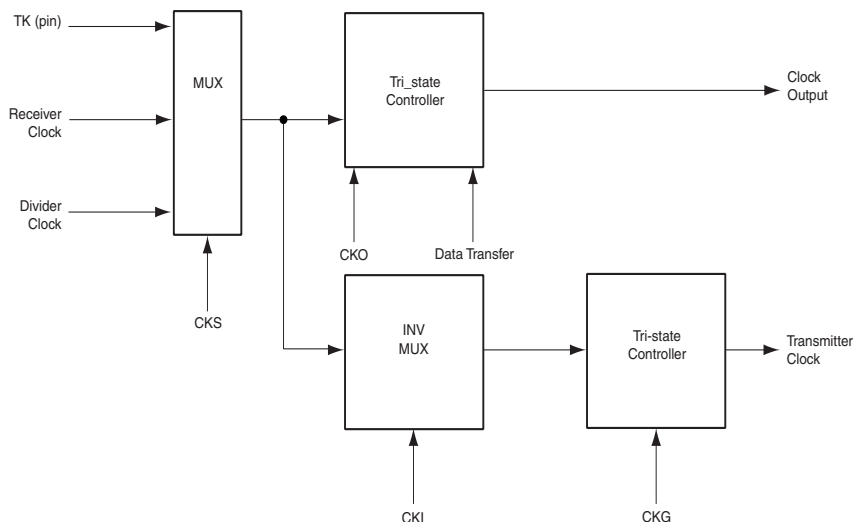 TK (pin)
MUX
Tri_state
Controller
Clock
Output
Receiver
Clock
Divider
Clock
CKO
Data Transfer
CKS
INV
MUX
Tri-state
Controller
Transmitter
Clock
CKI
CKG